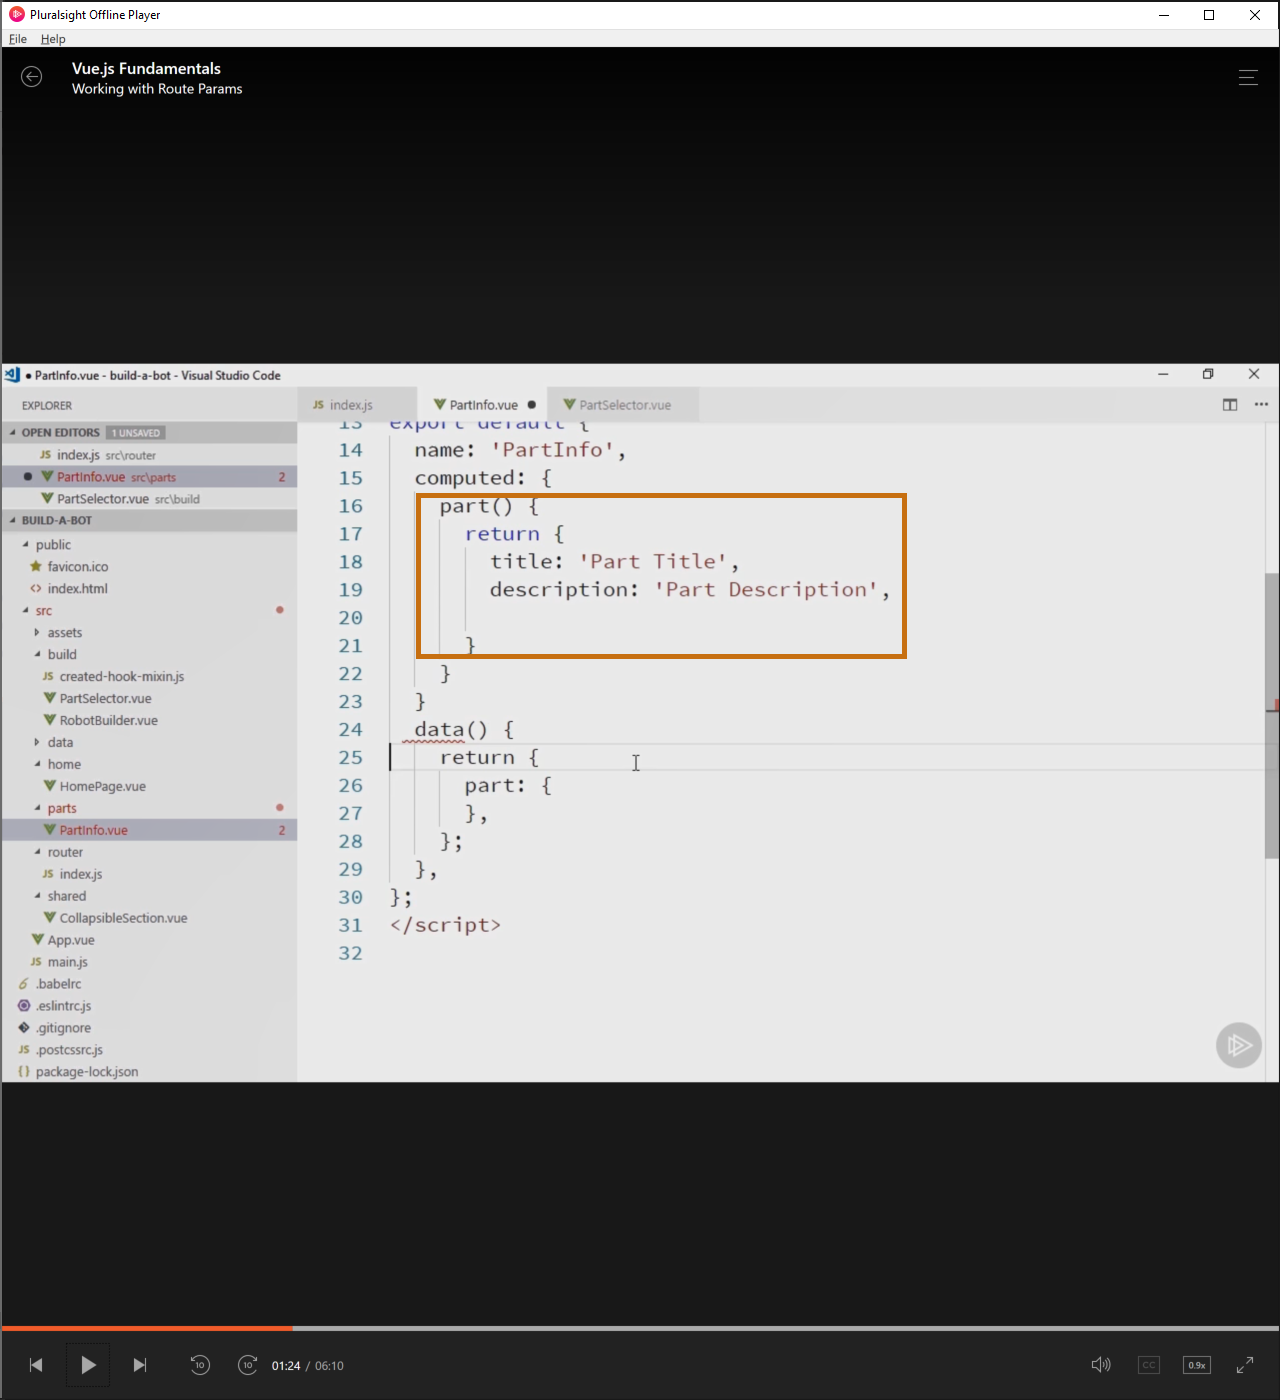 Pluralsight Offline Player
File Help
Vue.js Fundamentals
Working with Route Params
PartInfo.vue - build-a-bot - Visual Studio Code
EXPLORER
JS index.js
PartInfo.vue
PartSelector.vue
OPEN EDITORS 1 UNSAVED
JS index.js src\router
PartInfo.vue src\parts 2
PartSelector.vue src\build
BUILD-A-BOT
public
favicon.ico
index.html
src
assets
build
JS created-hook-mixin.js
PartSelector.vue
RobotBuilder.vue
data
home
HomePage.vue
parts
PartInfo.vue 2
router
JS index.js
shared
CollapsibleSection.vue
App.vue
JS main.js
.babelrc
.eslintrc.js
.gitignore
JS .postcssrc.js
{} package-lock.json
13 export default {
14 name: 'PartInfo',
15 computed: {
16 part() {
17 return {
18 title: 'Part Title',
19 description: 'Part Description',
20
21 }
22 }
23 }
24 data() {
25 return {
26 part: {
27 },
28 };
29 },
30 };
31 </script>
32
10
10
01:24 / 06:10
CC
0.9x